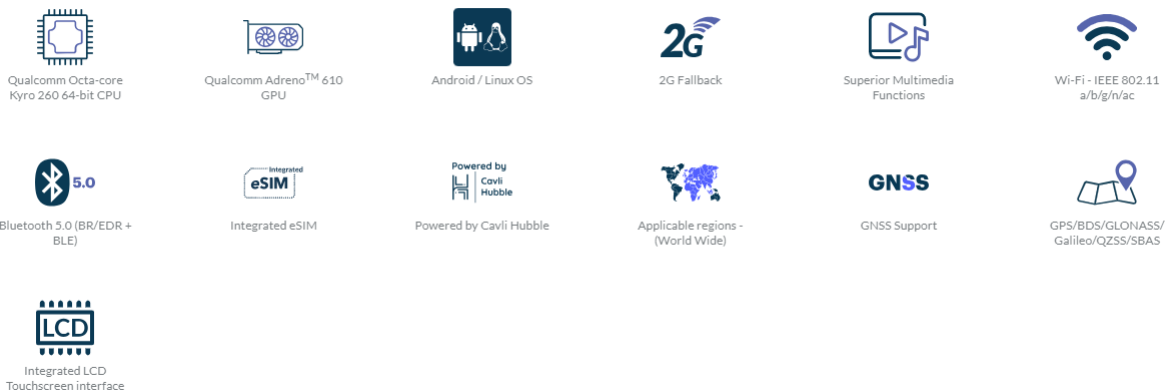 2G
Qualcomm Octa-core
Kyro 260 64-bit CPU
Qualcomm Adreno™ 610
GPU
Android / Linux OS
2G Fallback
Superior Multimedia
Functions
Wi-Fi - IEEE 802.11
a/b/g/n/ac
5.0
Integrated
eSIM
Powered by
Cavli
Hubble
GNSS
Bluetooth 5.0 (BR/EDR +
BLE)
Integrated eSIM
Powered by Cavli Hubble
Applicable regions -
(World Wide)
GNSS Support
GPS/BDS/GLONASS/
Galileo/QZSS/SBAS
LCD
Integrated LCD
Touchscreen interface